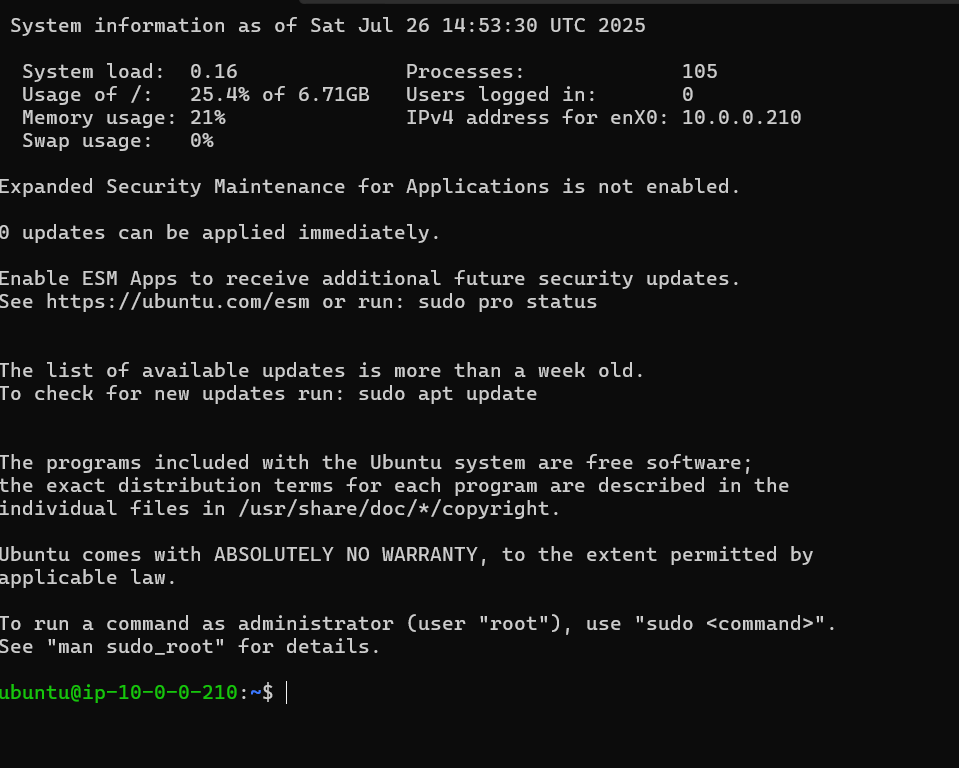 System information as of Sat Jul 26 14:53:30 UTC 2025
System load: 0.16 Processes: 105
Usage of /: 25.4% of 6.71GB Users logged in: 0
Memory usage: 21% IPv4 address for enX0: 10.0.0.210
Swap usage: 0%
Expanded Security Maintenance for Applications is not enabled.
0 updates can be applied immediately.
Enable ESM Apps to receive additional future security updates.
See https://ubuntu.com/esm or run: sudo pro status
The list of available updates is more than a week old.
To check for new updates run: sudo apt update
The programs included with the Ubuntu system are free software;
the exact distribution terms for each program are described in the
individual files in /usr/share/doc/*/copyright.
Ubuntu comes with ABSOLUTELY NO WARRANTY, to the extent permitted by
applicable law.
To run a command as administrator (user "root"), use "sudo <command>".
See "man sudo_root" for details.
ubuntu@ip-10-0-0-210:~$